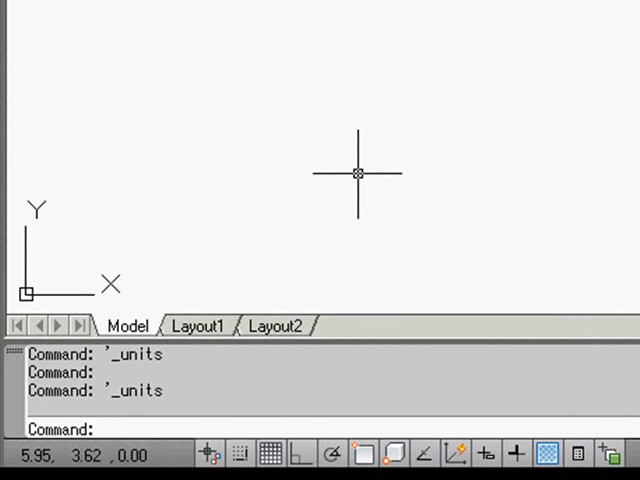 Y
X
Model Layout1 Layout2
Command: '_units
Command:
Command: '_units
Command:
5.95, 3.62 ,0.00